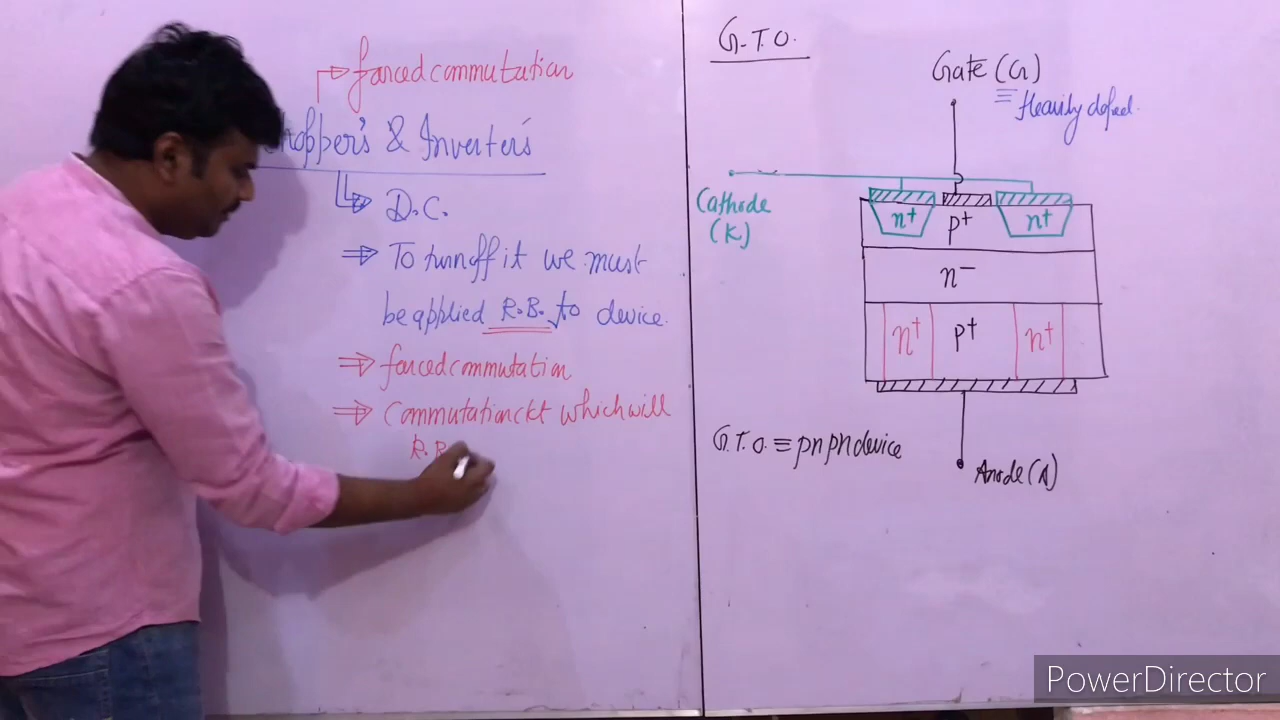 forced commutation
hopper's & Inverter's
D.C.
⇒ To turn off it we must
be applied R.B. to device.
⇒ forced commutation
⇒ Commutation ckt which will
R.B
G.T.O.
Gate (G)
Heavily doped.
Cathode
(K)
n+ p+ n+
n−
n+ p+ n+
G.T.O. ≡ pnpn device
Anode (A)
PowerDirector